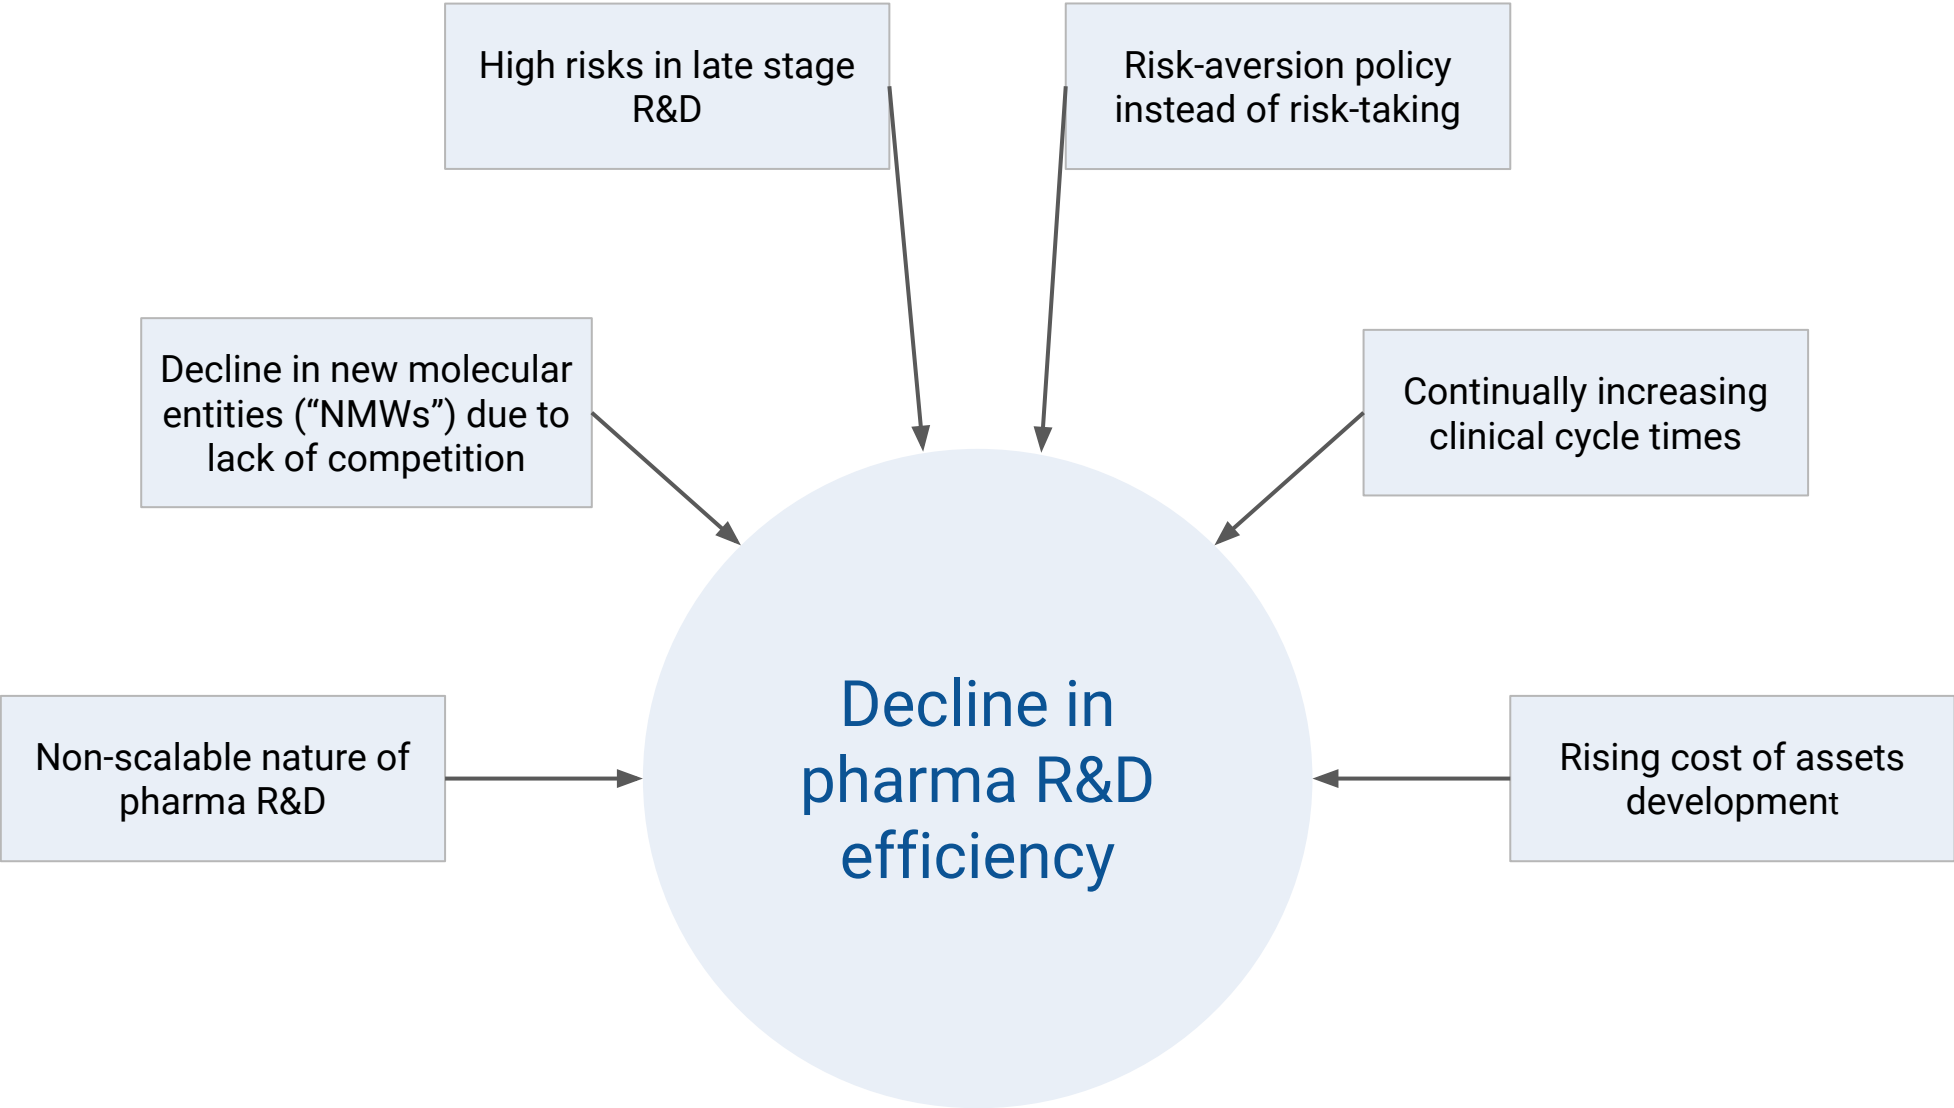 High risks in late stage
R&D
Risk-aversion policy
instead of risk-taking
Decline in new molecular
entities (“NMWs”) due to
lack of competition
Continually increasing
clinical cycle times
Non-scalable nature of
pharma R&D
Decline in
pharma R&D
efficiency
Rising cost of assets
development